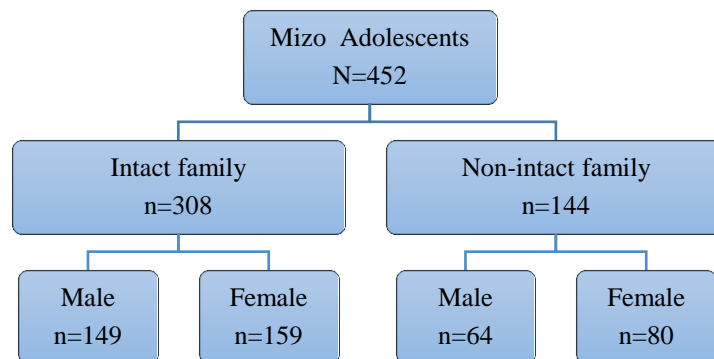 Mizo Adolescents
N=452
Intact family
n=308
Non-intact family
n=144
Male
n=149
Female
n=159
Male
n=64
Female
n=80